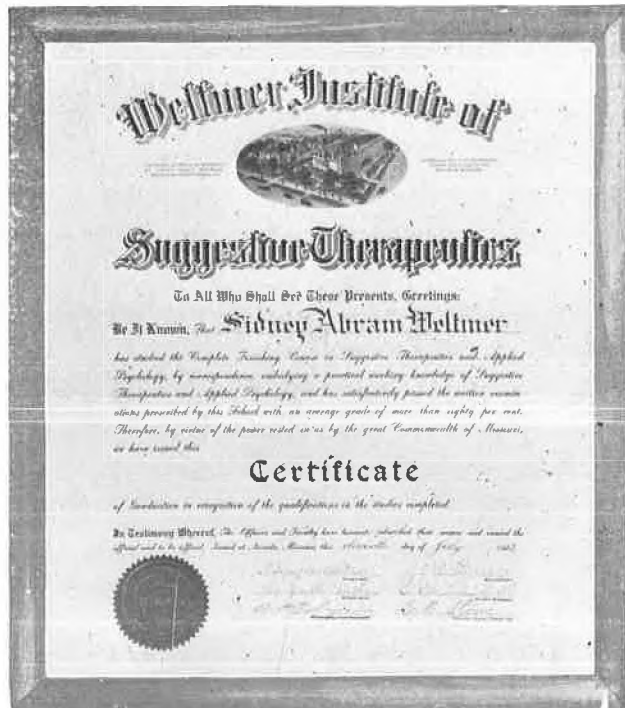 Weltmer Institute of
Suggestive Therapeutics
To All Who Shall See These Presents, Greetings:
Be It Known, That Sidney Abram Weltmer
has studied the Complete Training Course in Suggestive Therapeutics and Applied
Psychology, by correspondence, embodying a practical working knowledge of Suggestive
Therapeutics and Applied Psychology, and has satisfactorily passed the written examin-
ations prescribed by this School with an average grade of more than eighty per cent.
Therefore, by virtue of the power vested in us by the great Commonwealth of Missouri,
we have issued this
Certificate
of Graduation in recognition of the qualifications in the studies completed
In Testimony Whereof, The Officers and Faculty have hereunto subscribed their names and caused the
official seal to be affixed. Issued at Nevada, Missouri, this day of July